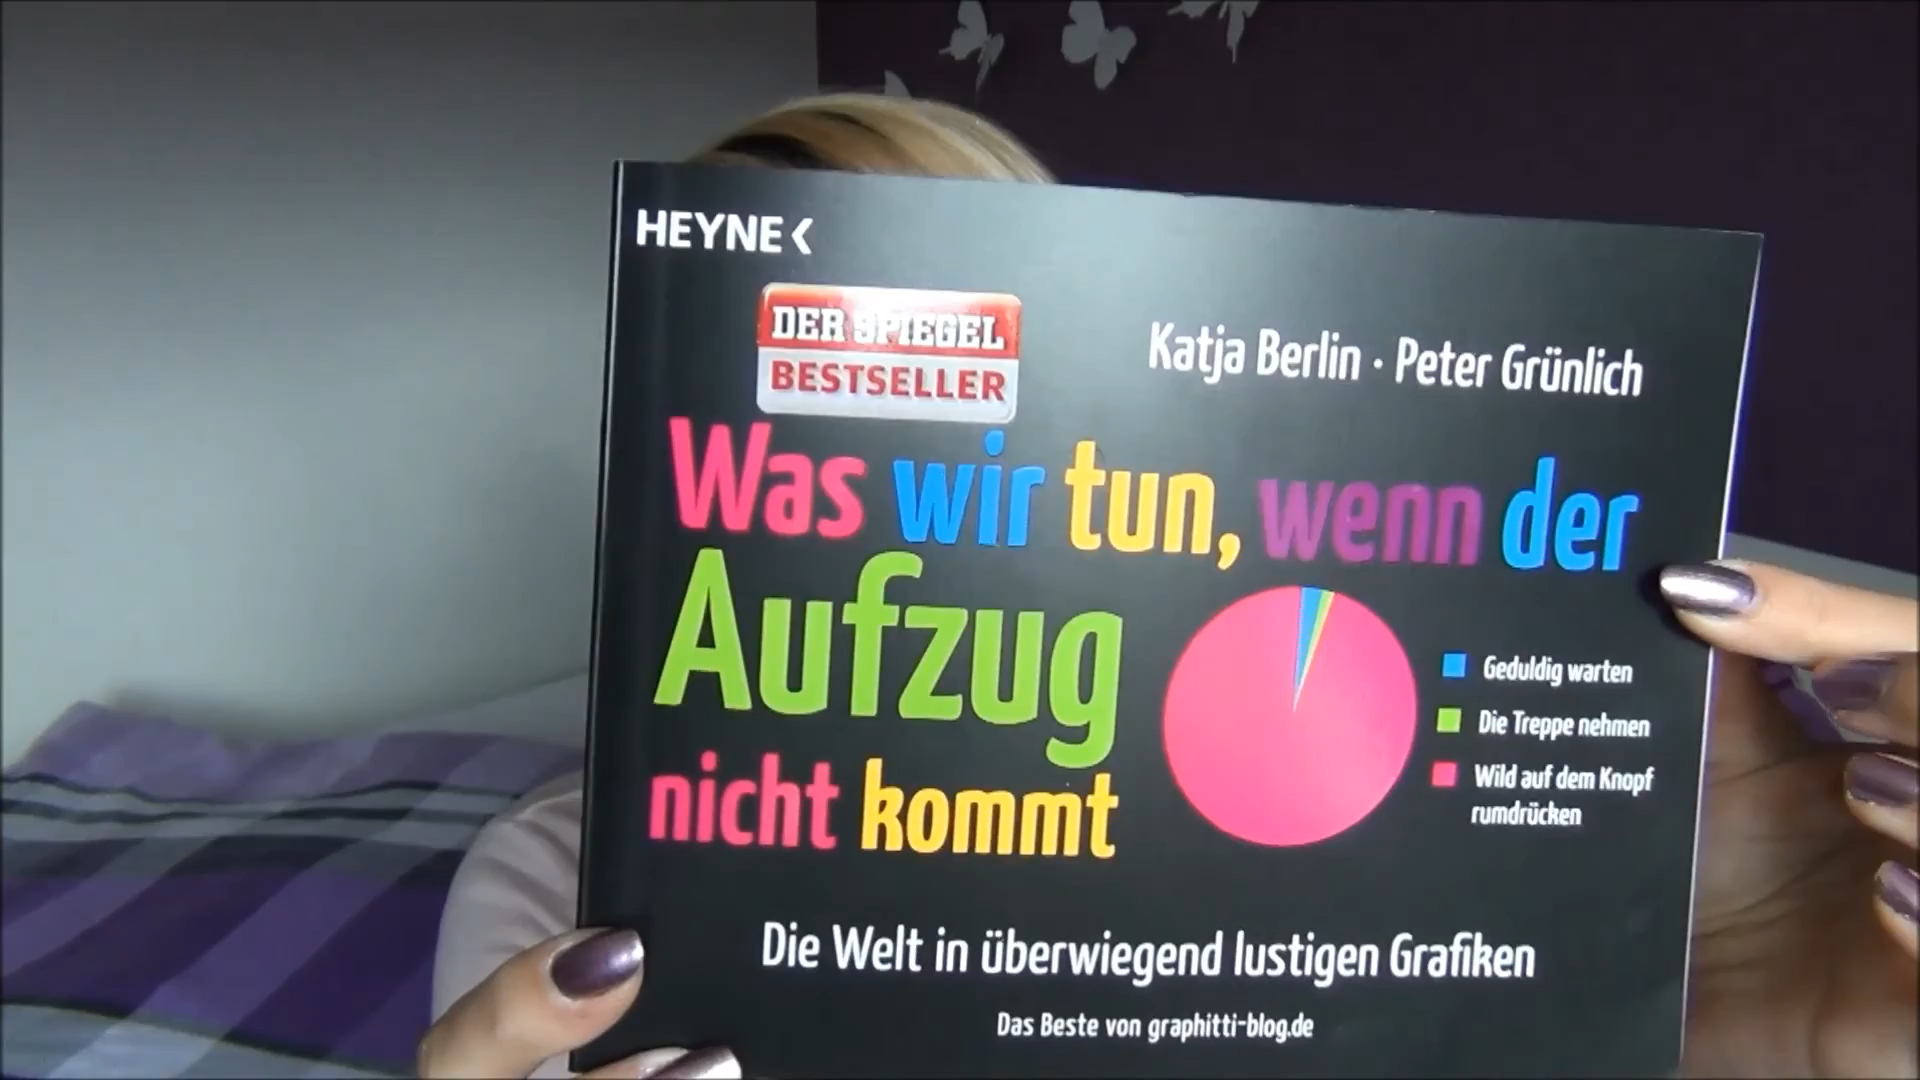 HEYNE <
DER SPIEGEL
BESTSELLER
Katja Berlin · Peter Grünlich
Was wir tun, wenn der
Aufzug
nicht kommt
Geduldig warten
Die Treppe nehmen
Wild auf dem Knopf
rumdrücken
Die Welt in überwiegend lustigen Grafiken
Das Beste von graphitti-blog.de